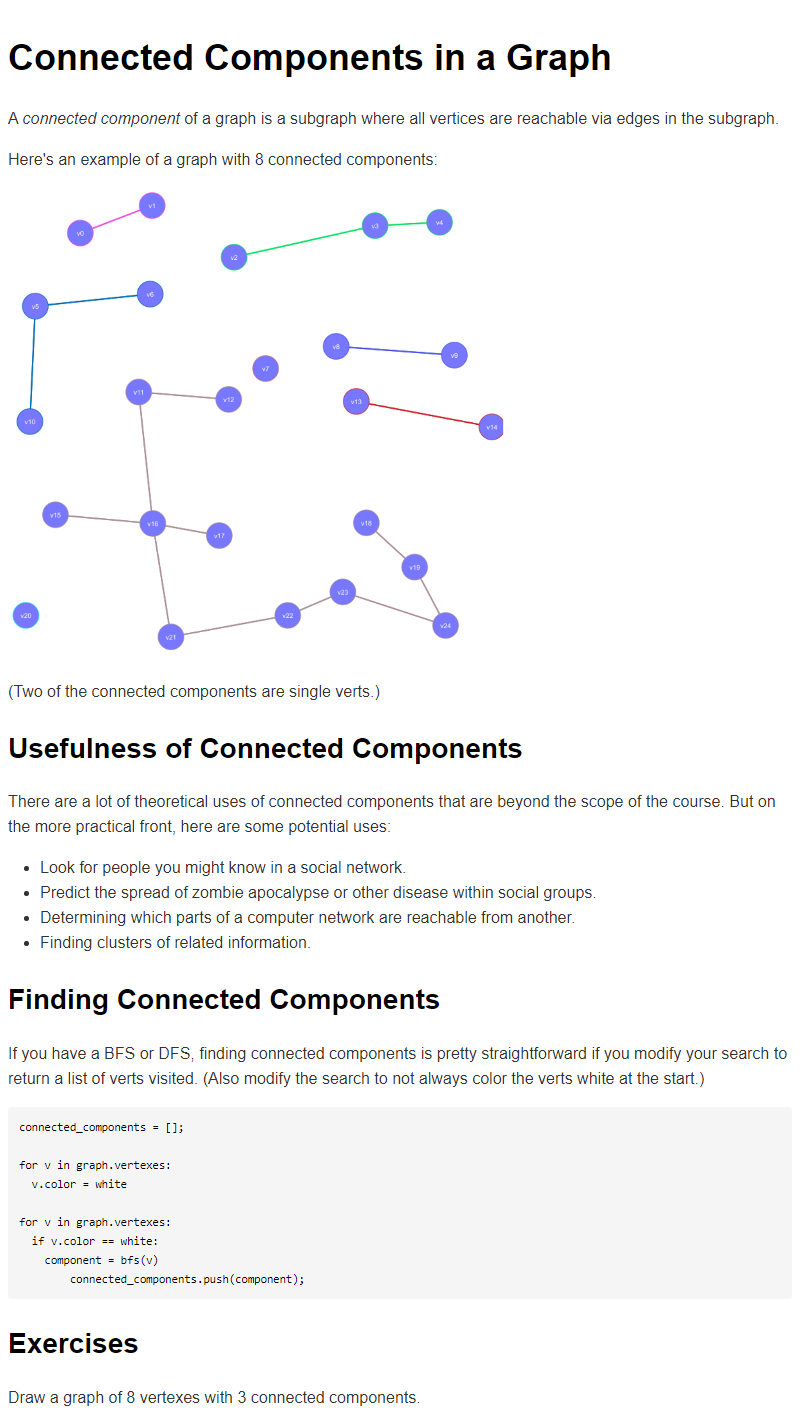 Connected Components in a Graph
A connected component of a graph is a subgraph where all vertices are reachable via edges in the subgraph.
Here's an example of a graph with 8 connected components:
v1
v0
v3
v4
v2
v6
v5
v8
v9
v7
v11
v12
v13
v10
v14
v15
v16
v18
v17
v19
v23
v20
v22
v24
v21
(Two of the connected components are single verts.)
Usefulness of Connected Components
There are a lot of theoretical uses of connected components that are beyond the scope of the course. But on
the more practical front, here are some potential uses:
• Look for people you might know in a social network.
• Predict the spread of zombie apocalypse or other disease within social groups.
• Determining which parts of a computer network are reachable from another.
• Finding clusters of related information.
Finding Connected Components
If you have a BFS or DFS, finding connected components is pretty straightforward if you modify your search to
return a list of verts visited. (Also modify the search to not always color the verts white at the start.)
connected_components = [];
for v in graph.vertexes:
  v.color = white
for v in graph.vertexes:
  if v.color == white:
    component = bfs(v)
        connected_components.push(component);
Exercises
Draw a graph of 8 vertexes with 3 connected components.